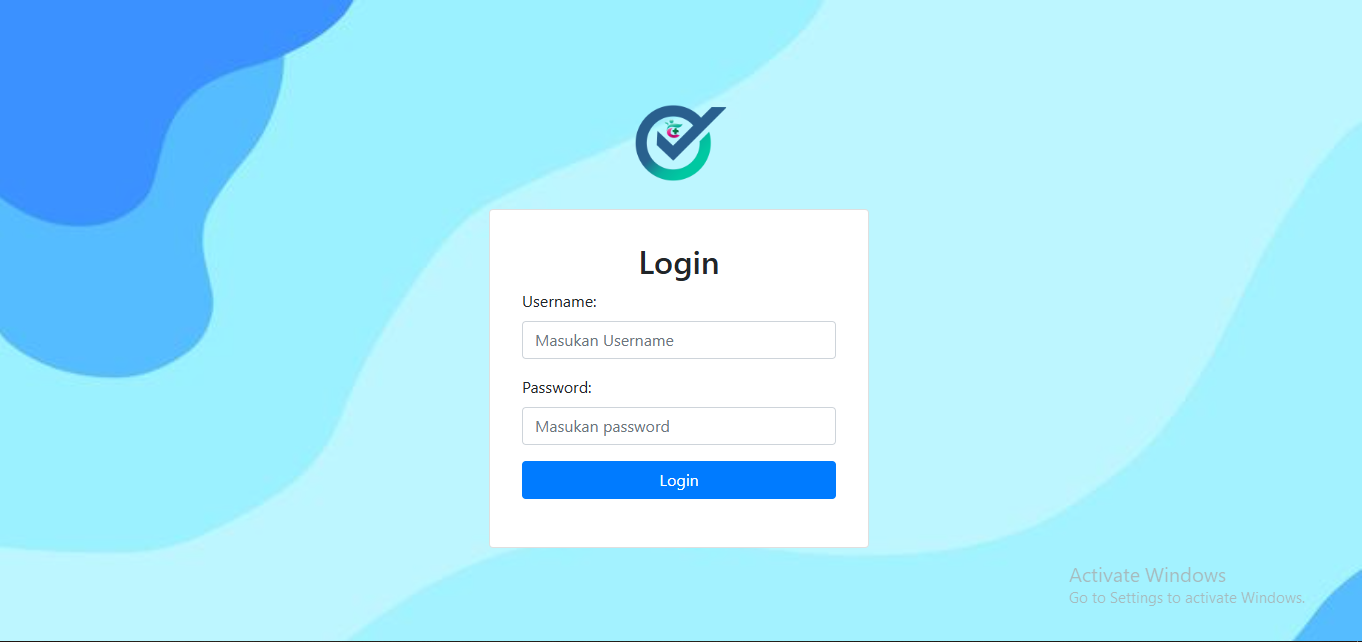 Login
Username:
Masukan Username
Password:
Masukan password
Login
Activate Windows
Go to Settings to activate Windows.